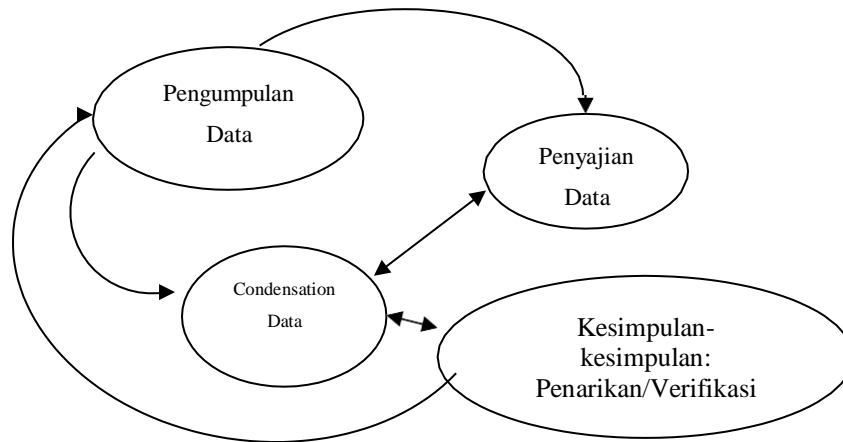 Pengumpulan
Data
Penyajian
Data
Condensation
Data
Kesimpulan-
kesimpulan:
Penarikan/Verifikasi